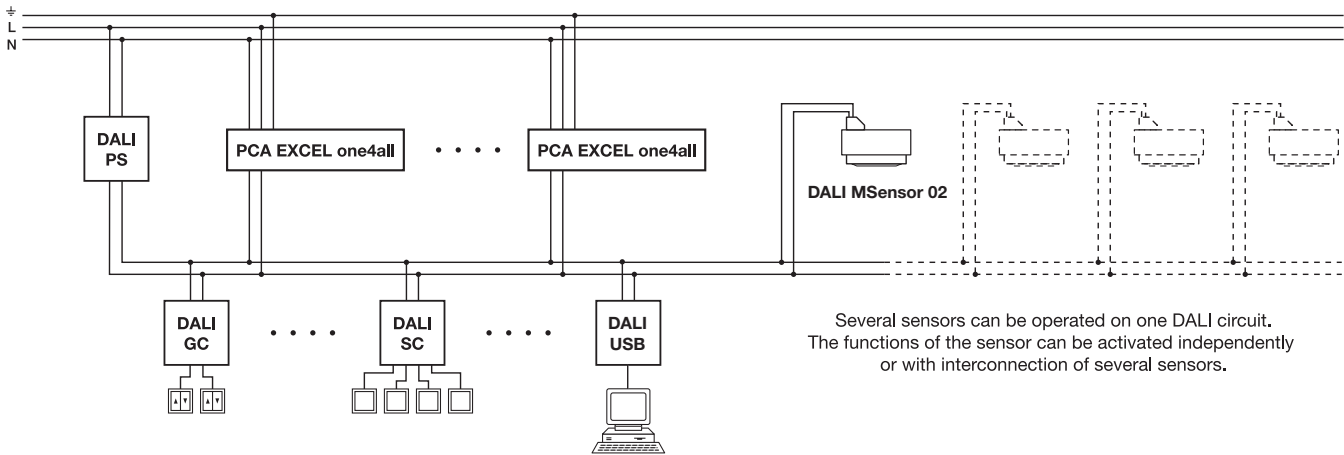 ⏚
L
N
DALI
PS
PCA EXCEL one4all
PCA EXCEL one4all
DALI MSensor 02
DALI
GC
DALI
SC
DALI
USB
Several sensors can be operated on one DALI circuit.
The functions of the sensor can be activated independently
or with interconnection of several sensors.